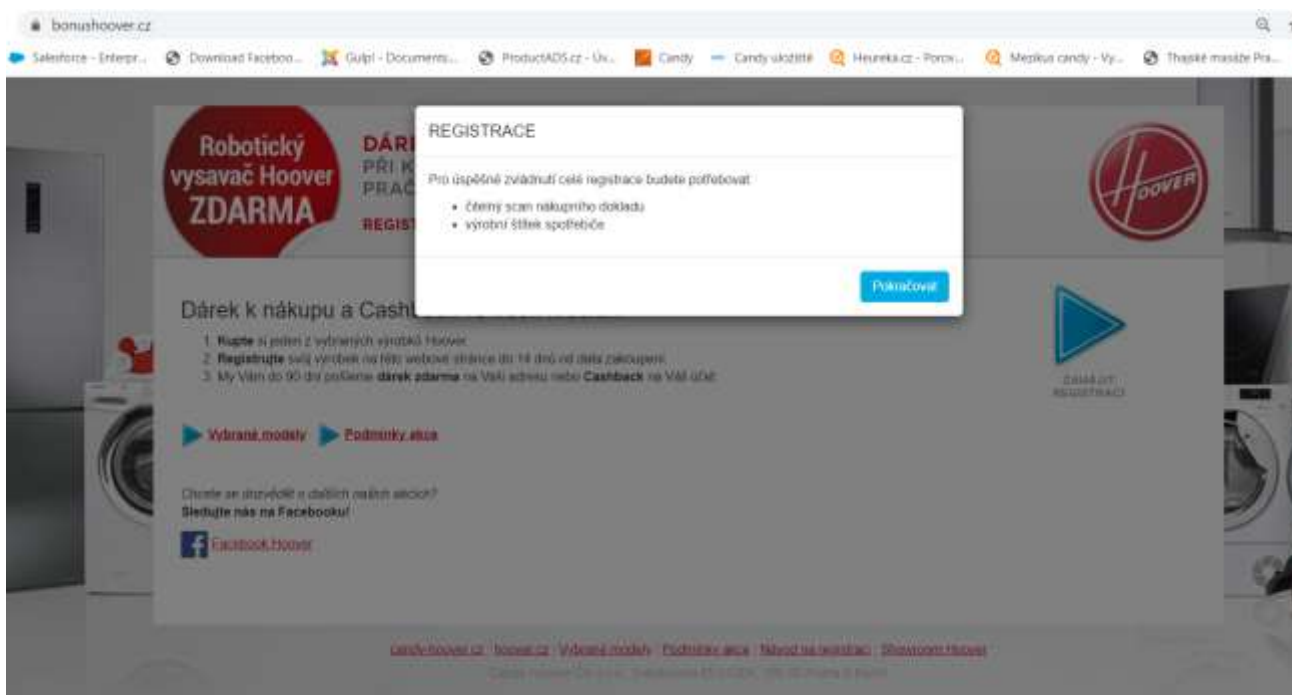 bonushoover.cz
Salesforce - Enterpr... Download Faceboo... Gulpi - Documents... ProductADS.cz - Úv... Candy Candy uložiště Heureka.cz - Porov... Mepikus candy - Vy... Thajské masáže Pra...
Robotický
vysavač Hoover
ZDARMA
DÁRE
PŘI K
PRAČ
REGIST
HOOVER
REGISTRACE
Pro úspěšné zvládnutí celé registrace budete potřebovat
• čitelný scan nákupního dokladu
• výrobní štítek spotřebiče
Pokračovat
Dárek k nákupu a Cashb
1. Kupte si jeden z vybraných výrobků Hoover
2. Registrujte svůj výrobek na této webové stránce do 14 dnů od data zakoupení
3. My Vám do 90 dní pošleme dárek zdarma na Vaši adresu nebo Cashback na Váš účet
ZAHÁJIT
REGISTRACI
Vybrané modely Podmínky akce
Chcete se dozvědět o dalších našich akcích?
Sledujte nás na Facebooku!
Facebook Hoover
candy-hoover.cz hoover.cz Vybrané modely Podmínky akce Návod na registraci Showroom Hoover